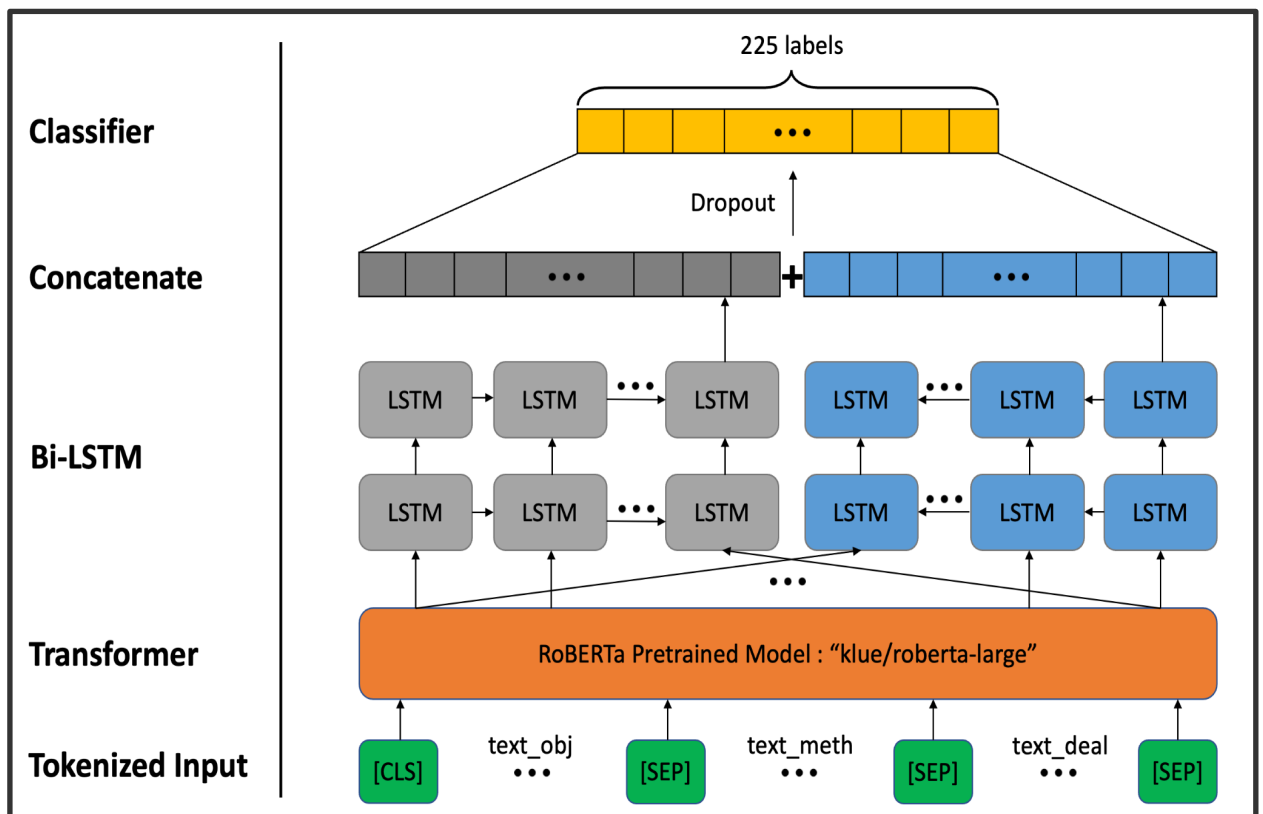 225 labels
Classifier
Dropout
Concatenate
+
LSTM LSTM LSTM LSTM LSTM LSTM
Bi-LSTM
LSTM LSTM LSTM LSTM LSTM LSTM
Transformer
RoBERTa Pretrained Model : “klue/roberta-large”
Tokenized Input
[CLS] text_obj [SEP] text_meth [SEP] text_deal [SEP]